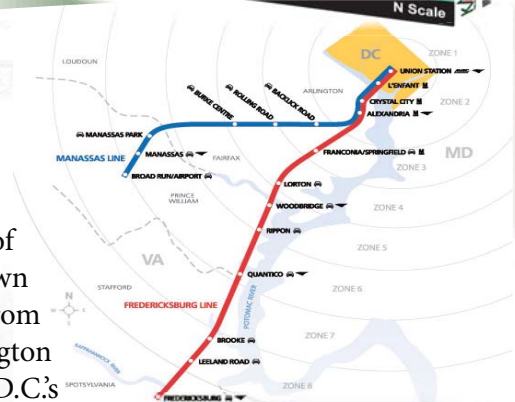 N Scale
LOUDOUN
DC
ZONE 1
UNION STATION
L'ENFANT
ARLINGTON
CRYSTAL CITY
ZONE 2
ALEXANDRIA
BURKE CENTRE
ROLLING ROAD
BACKLICK ROAD
MANASSAS PARK
MANASSAS LINE
MANASSAS
FAIRFAX
FRANCONIA/SPRINGFIELD
MD
ZONE 3
BROAD RUN/AIRPORT
LORTON
PRINCE
WILLIAM
WOODBRIDGE
ZONE 4
of
RIPPON
wn
VA
ZONE 5
rom
QUANTICO
STAFFORD
ZONE 6
N
FREDERICKSBURG LINE
POTOMAC RIVER
gton
BROOKE
ZONE 7
RAPPAHANNOCK RIVER
LEELAND ROAD
D.C.'s
SPOTSYLVANIA
ZONE 8
FREDERICKSBURG